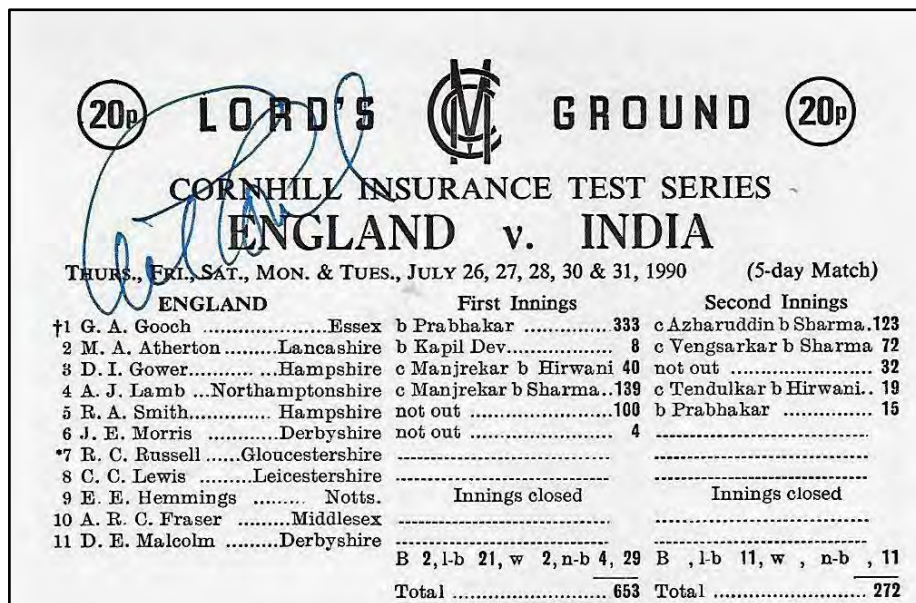 20p LORD'S MCC GROUND 20p
CORNHILL INSURANCE TEST SERIES
ENGLAND v. INDIA
THURS., FRI., SAT., MON. & TUES., JULY 26, 27, 28, 30 & 31, 1990 (5-day Match)
ENGLAND First Innings Second Innings
†1 G. A. Gooch ..................Essex b Prabhakar ..............333 c Azharuddin b Sharma.123
2 M. A. Atherton.........Lancashire b Kapil Dev.................. 8 c Vengsarkar b Sharma 72
3 D. I. Gower............Hampshire c Manjrekar b Hirwani 40 not out ..................... 32
4 A. J. Lamb ...Northamptonshire c Manjrekar b Sharma..139 c Tendulkar b Hirwani.. 19
5 R. A. Smith............. Hampshire not out .....................100 b Prabhakar .............. 15
6 J. E. Morris ............Derbyshire not out ..................... 4
*7 R. C. Russell ......Gloucestershire
8 C. C. Lewis .........Leicestershire
9 E. E. Hemmings ......... Notts. Innings closed Innings closed
10 A. R. C. Fraser .........Middlesex
11 D. E. Malcolm ........Derbyshire
B 2, l-b 21, w 2, n-b 4, 29 B , l-b 11, w , n-b , 11
Total ........................ 653 Total ........................ 272